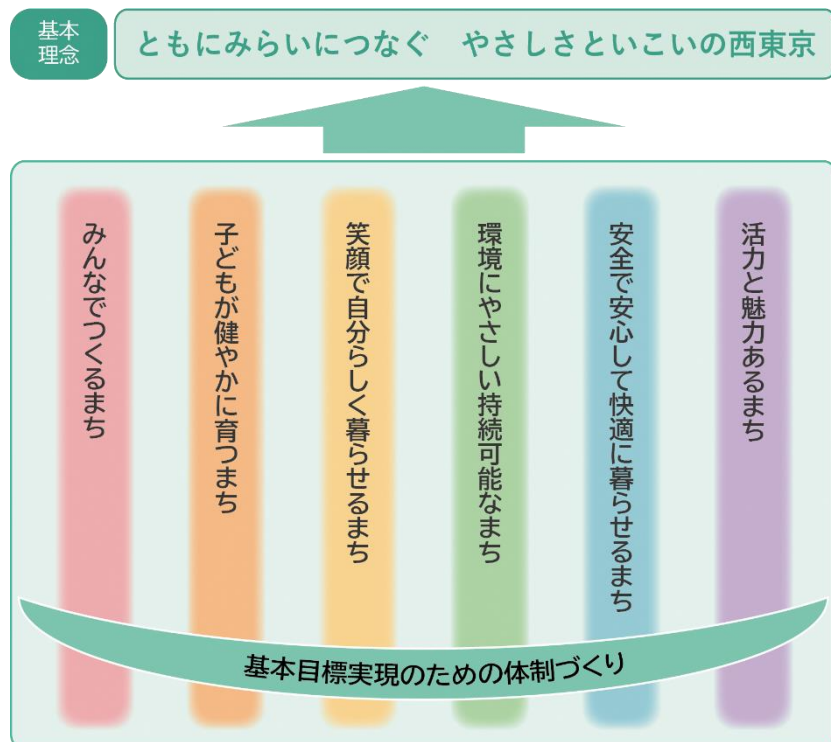 基本
理念
ともにみらいにつなぐ　やさしさといこいの西東京
みんなでつくるまち
子どもが健やかに育つまち
笑顔で自分らしく暮らせるまち
環境にやさしい持続可能なまち
安全で安心して快適に暮らせるまち
活力と魅力あるまち
基本目標実現のための体制づくり